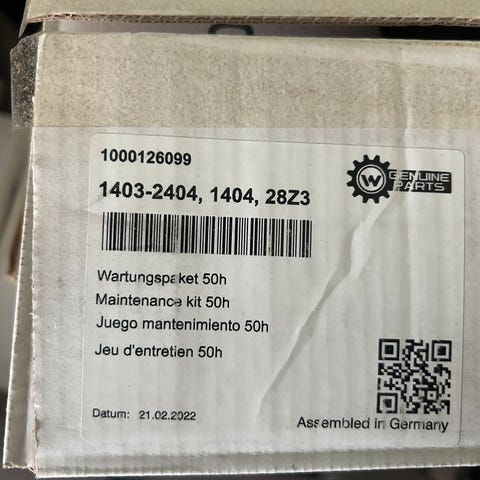 1000126099
1403-2404, 1404, 28Z3
W GENUINE PARTS
Wartungspaket 50h
Maintenance kit 50h
Juego mantenimiento 50h
Jeu d'entretien 50h
Datum: 21.02.2022
Assembled in Germany